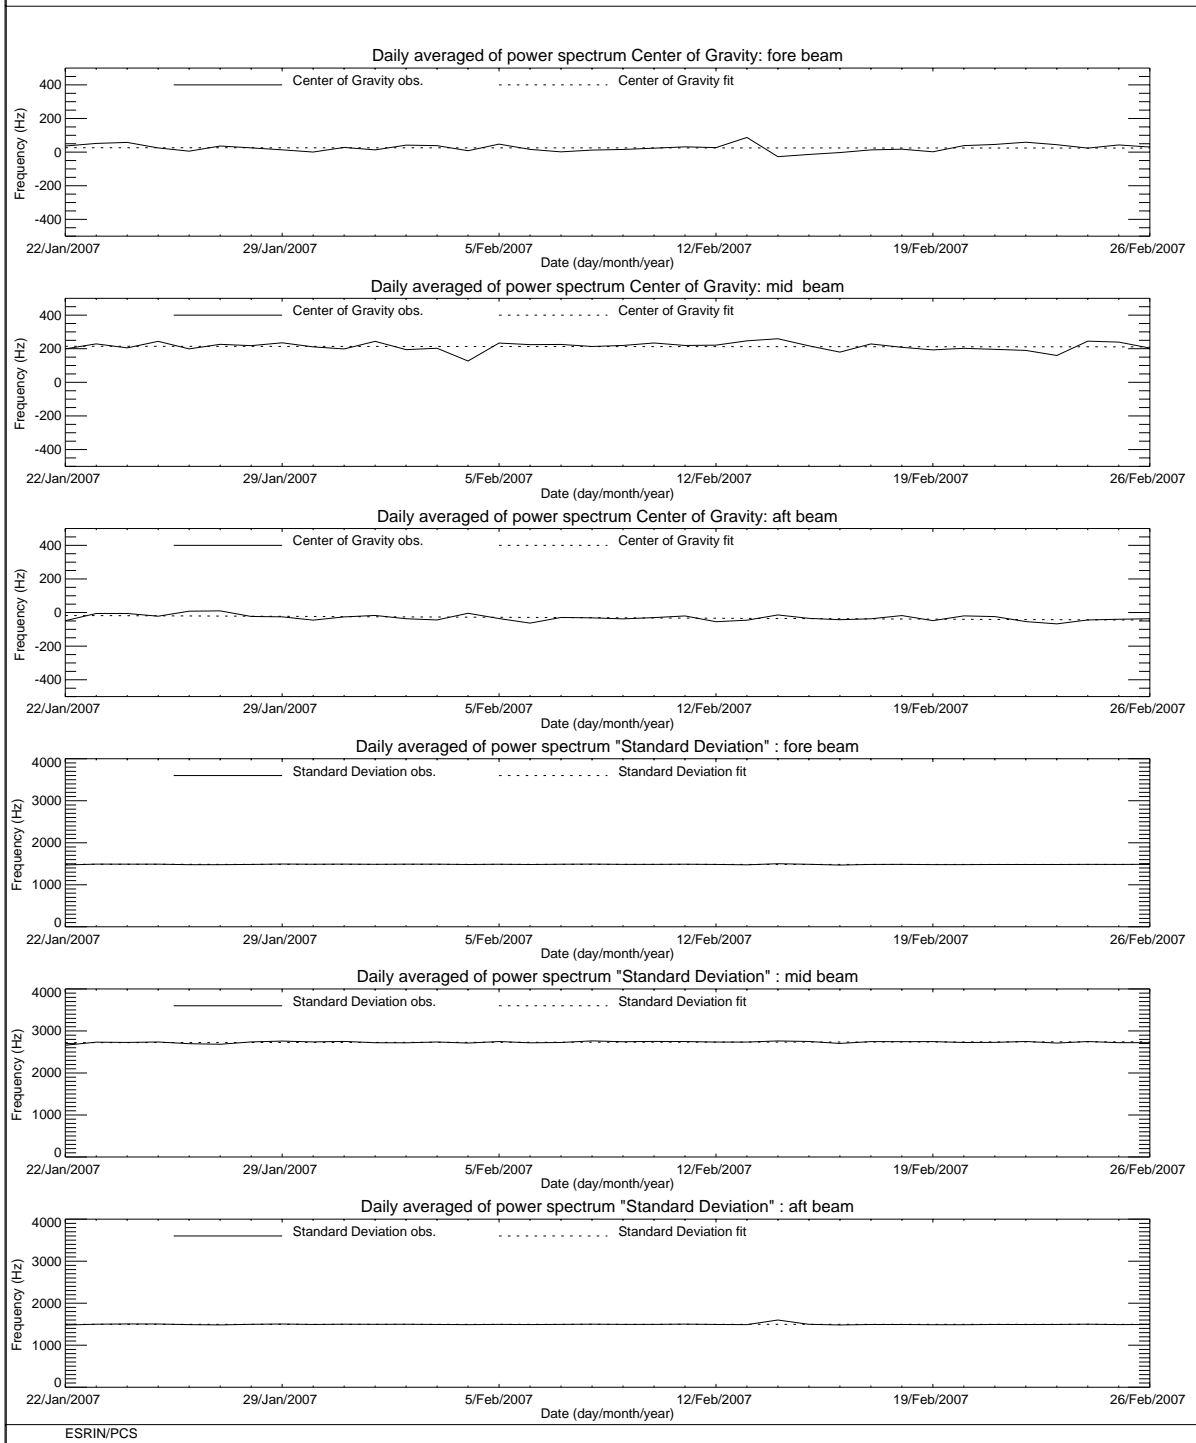 Daily averaged of power spectrum Center of Gravity: fore beam
Center of Gravity obs. Center of Gravity fit
400
200
0
-200
-400
Frequency (Hz)
22/Jan/2007 29/Jan/2007 5/Feb/2007 12/Feb/2007 19/Feb/2007 26/Feb/2007
Date (day/month/year)
Daily averaged of power spectrum Center of Gravity: mid  beam
Center of Gravity obs. Center of Gravity fit
400
200
0
-200
-400
Frequency (Hz)
22/Jan/2007 29/Jan/2007 5/Feb/2007 12/Feb/2007 19/Feb/2007 26/Feb/2007
Date (day/month/year)
Daily averaged of power spectrum Center of Gravity: aft beam
Center of Gravity obs. Center of Gravity fit
400
200
0
-200
-400
Frequency (Hz)
22/Jan/2007 29/Jan/2007 5/Feb/2007 12/Feb/2007 19/Feb/2007 26/Feb/2007
Date (day/month/year)
Daily averaged of power spectrum "Standard Deviation" : fore beam
Standard Deviation obs. Standard Deviation fit
4000
3000
2000
1000
0
Frequency (Hz)
22/Jan/2007 29/Jan/2007 5/Feb/2007 12/Feb/2007 19/Feb/2007 26/Feb/2007
Date (day/month/year)
Daily averaged of power spectrum "Standard Deviation" : mid beam
Standard Deviation obs. Standard Deviation fit
4000
3000
2000
1000
0
Frequency (Hz)
22/Jan/2007 29/Jan/2007 5/Feb/2007 12/Feb/2007 19/Feb/2007 26/Feb/2007
Date (day/month/year)
Daily averaged of power spectrum "Standard Deviation" : aft beam
Standard Deviation obs. Standard Deviation fit
4000
3000
2000
1000
0
Frequency (Hz)
22/Jan/2007 29/Jan/2007 5/Feb/2007 12/Feb/2007 19/Feb/2007 26/Feb/2007
Date (day/month/year)
ESRIN/PCS